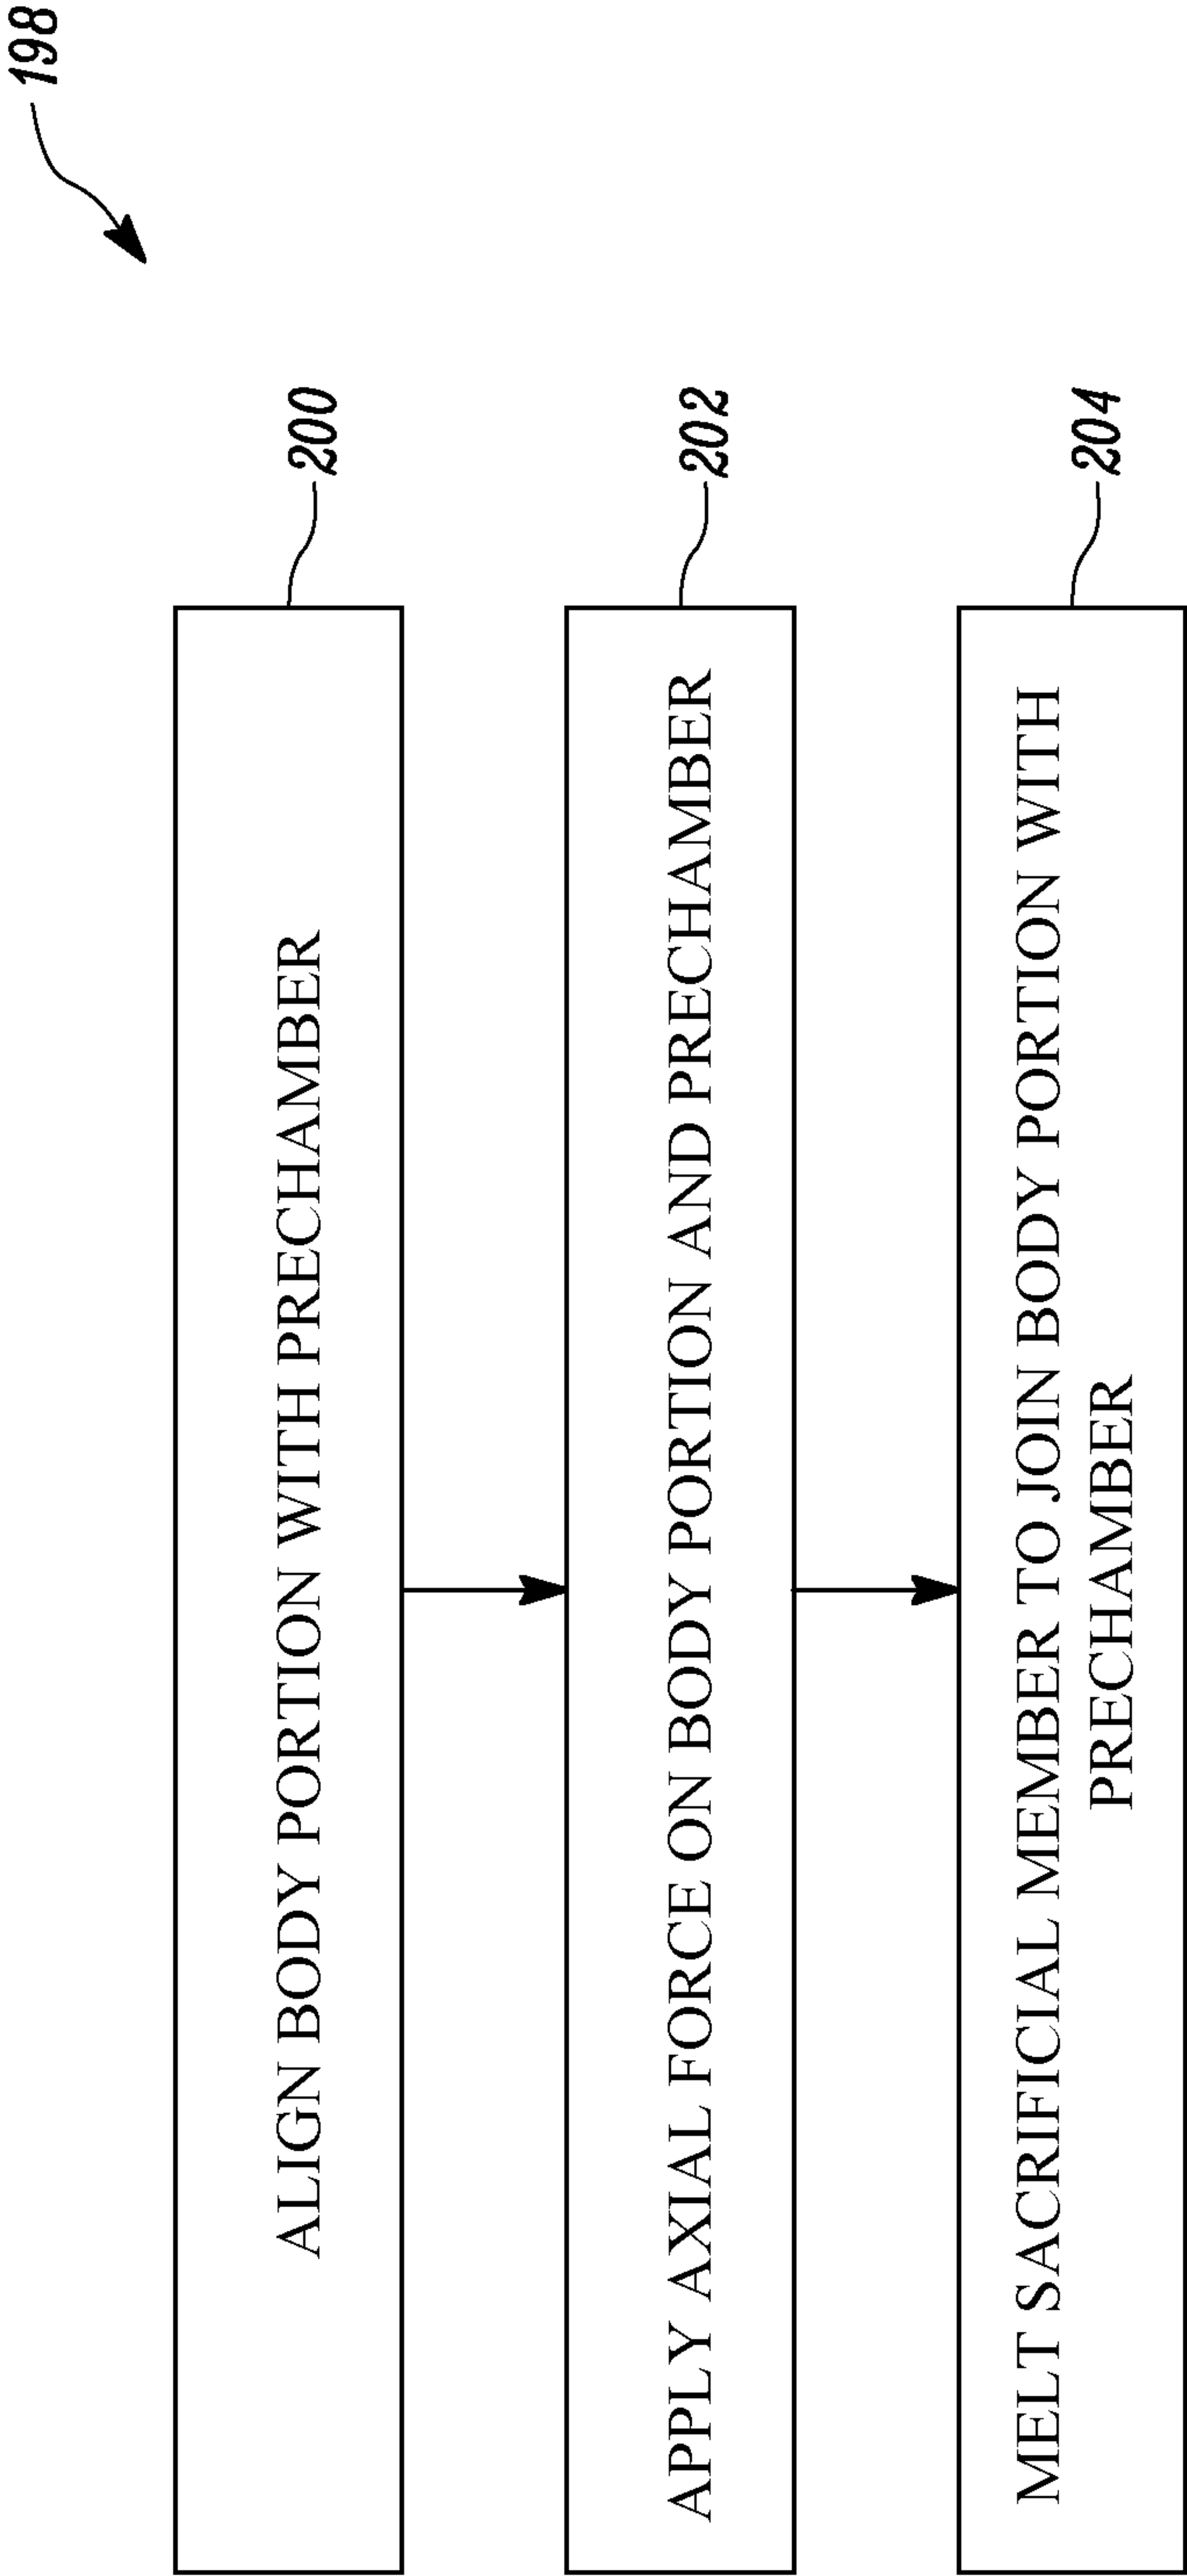 198
ALIGN BODY PORTION WITH PRECHAMBER
200
APPLY AXIAL FORCE ON BODY PORTION AND PRECHAMBER
202
MELT SACRIFICIAL MEMBER TO JOIN BODY PORTION WITH
PRECHAMBER
204